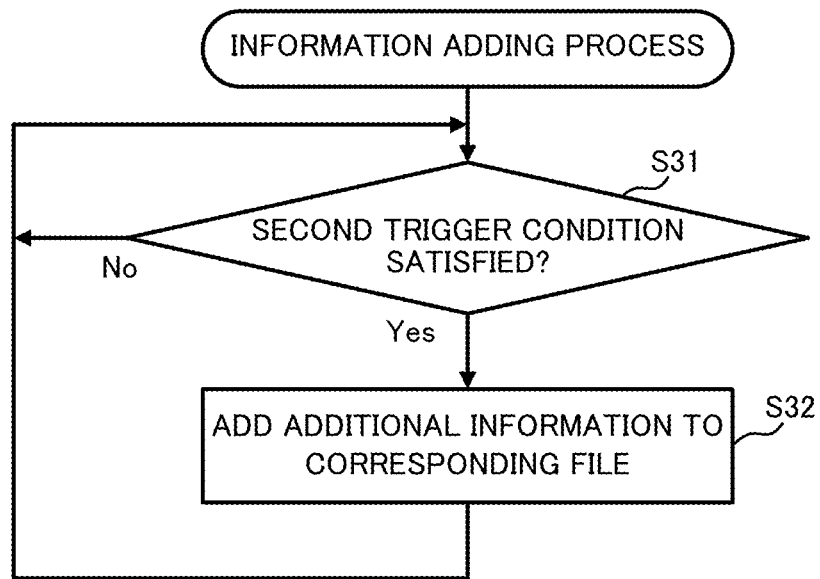 INFORMATION ADDING PROCESS
S31
SECOND TRIGGER CONDITION
SATISFIED?
No
Yes
S32
ADD ADDITIONAL INFORMATION TO
CORRESPONDING FILE